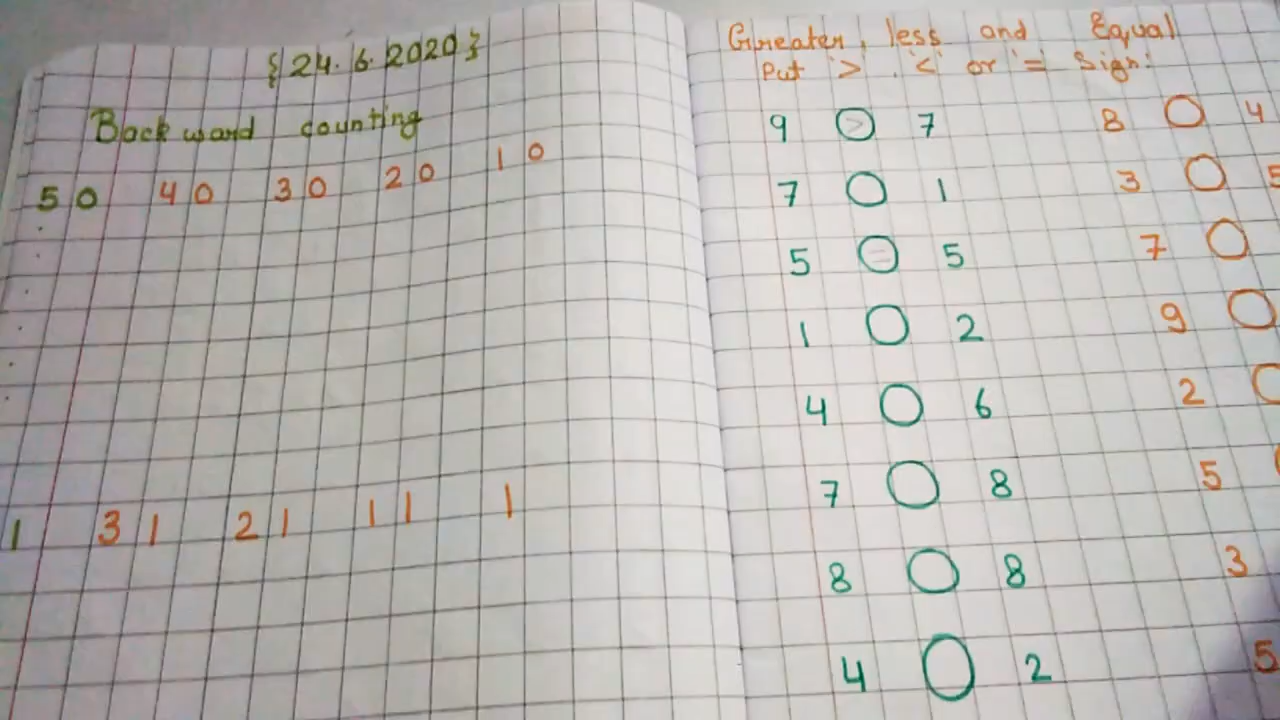 {24.6.2020}
Backward counting
50 40 30 20 10
1 31 21 11 1
Greater, less and Equal
Put '>', '<' or '=' Sign:
9 > 7 8 ◯ 4
7 ◯ 1 3 ◯ 5
5 = 5 7 ◯
1 ◯ 2 9 ◯
4 ◯ 6 2 ◯
7 ◯ 8 5
8 ◯ 8 3
4 ◯ 2 5